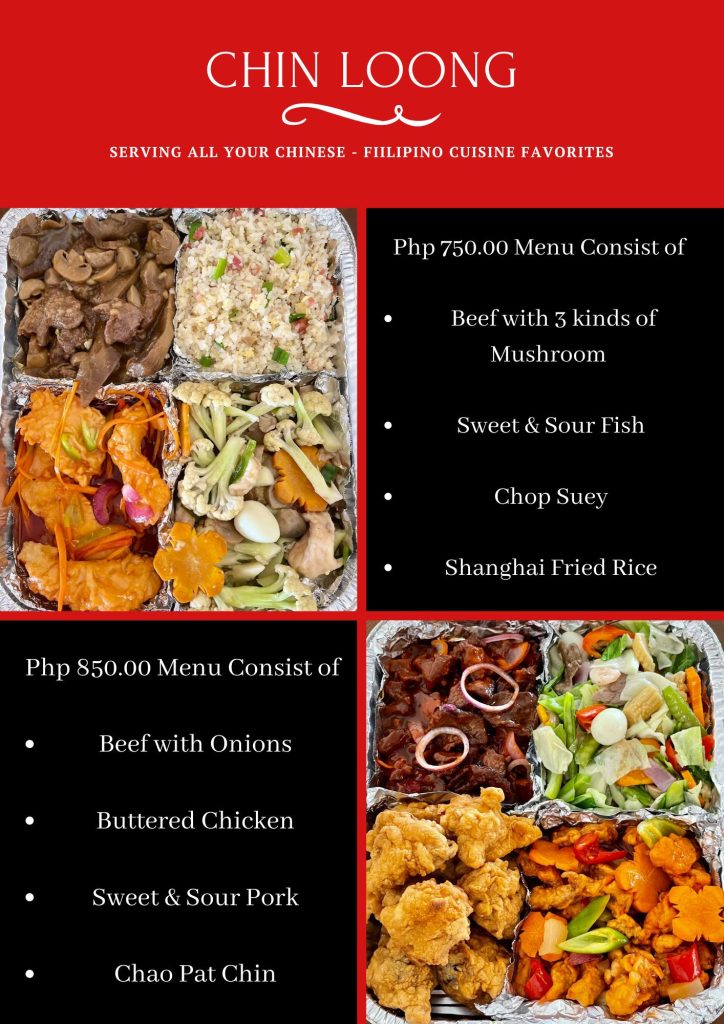 CHIN LOONG
SERVING ALL YOUR CHINESE - FIILIPINO CUISINE FAVORITES
Php 750.00 Menu Consist of
• Beef with 3 kinds of
Mushroom
• Sweet & Sour Fish
• Chop Suey
• Shanghai Fried Rice
Php 850.00 Menu Consist of
• Beef with Onions
• Buttered Chicken
• Sweet & Sour Pork
• Chao Pat Chin